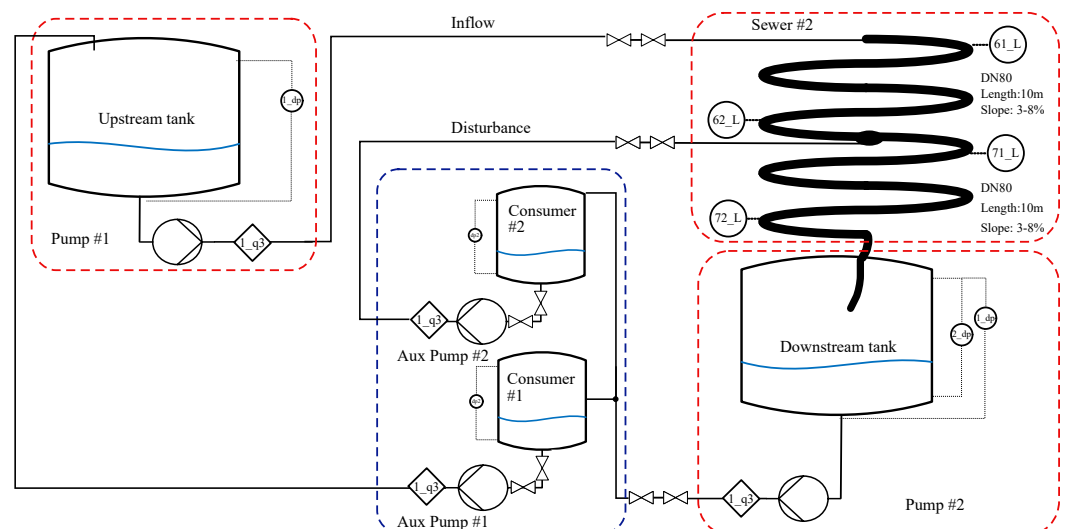 Inflow
Sewer #2
61_L
1_dp
DN80
Length:10m
Slope: 3-8%
Upstream tank
62_L
Disturbance
71_L
DN80
Length:10m
Slope: 3-8%
72_L
Consumer
#2
dp2
Pump #1
1_q3
1_q3
Aux Pump #2
1_dp
2_dp
Downstream tank
Consumer
#1
dp2
1_q3
Aux Pump #1
1_q3
Pump #2